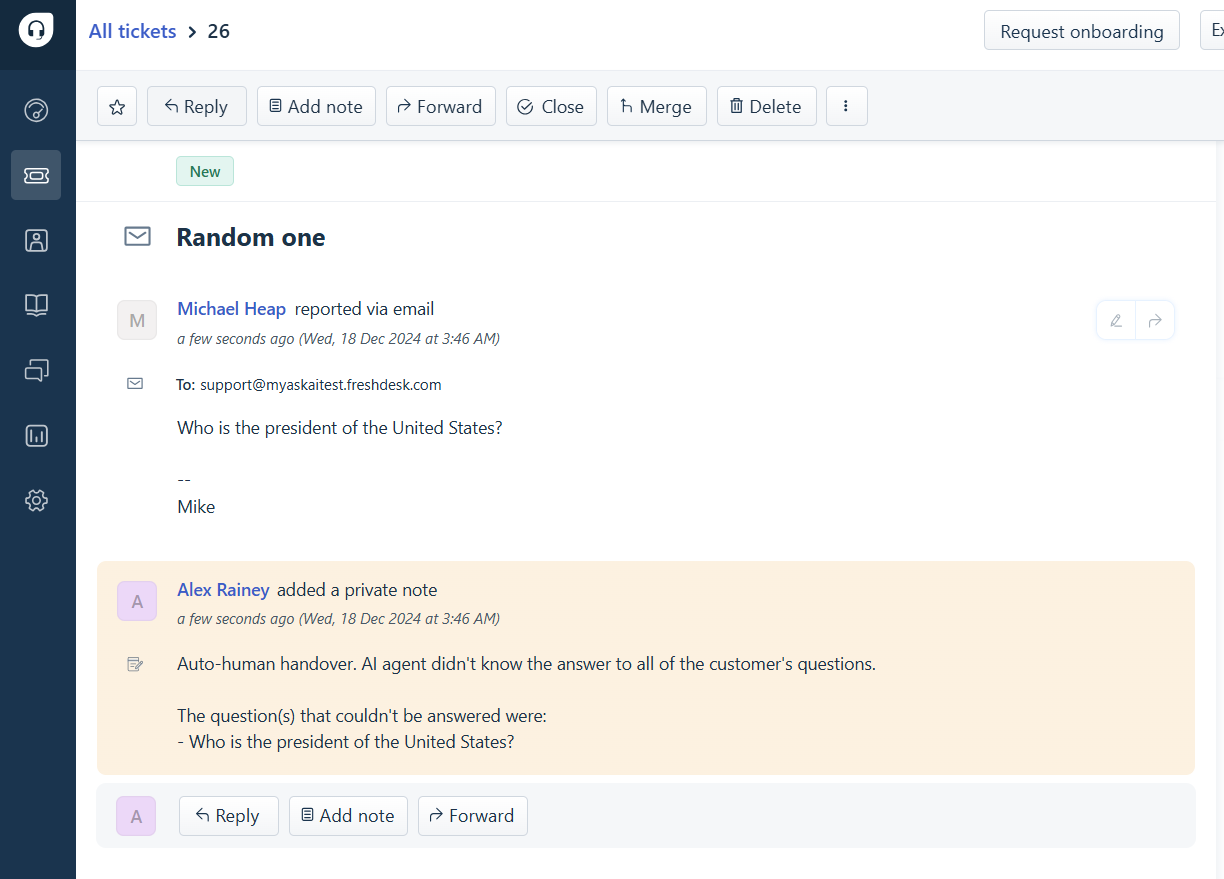 All tickets > 26
Request onboarding
Ex
Reply
Add note
Forward
Close
Merge
Delete
New
Random one
M
Michael Heap reported via email
a few seconds ago (Wed, 18 Dec 2024 at 3:46 AM)
To: support@myaskaitest.freshdesk.com
Who is the president of the United States?
--
Mike
A
Alex Rainey added a private note
a few seconds ago (Wed, 18 Dec 2024 at 3:46 AM)
Auto-human handover. AI agent didn't know the answer to all of the customer's questions.
The question(s) that couldn't be answered were:
- Who is the president of the United States?
A
Reply
Add note
Forward